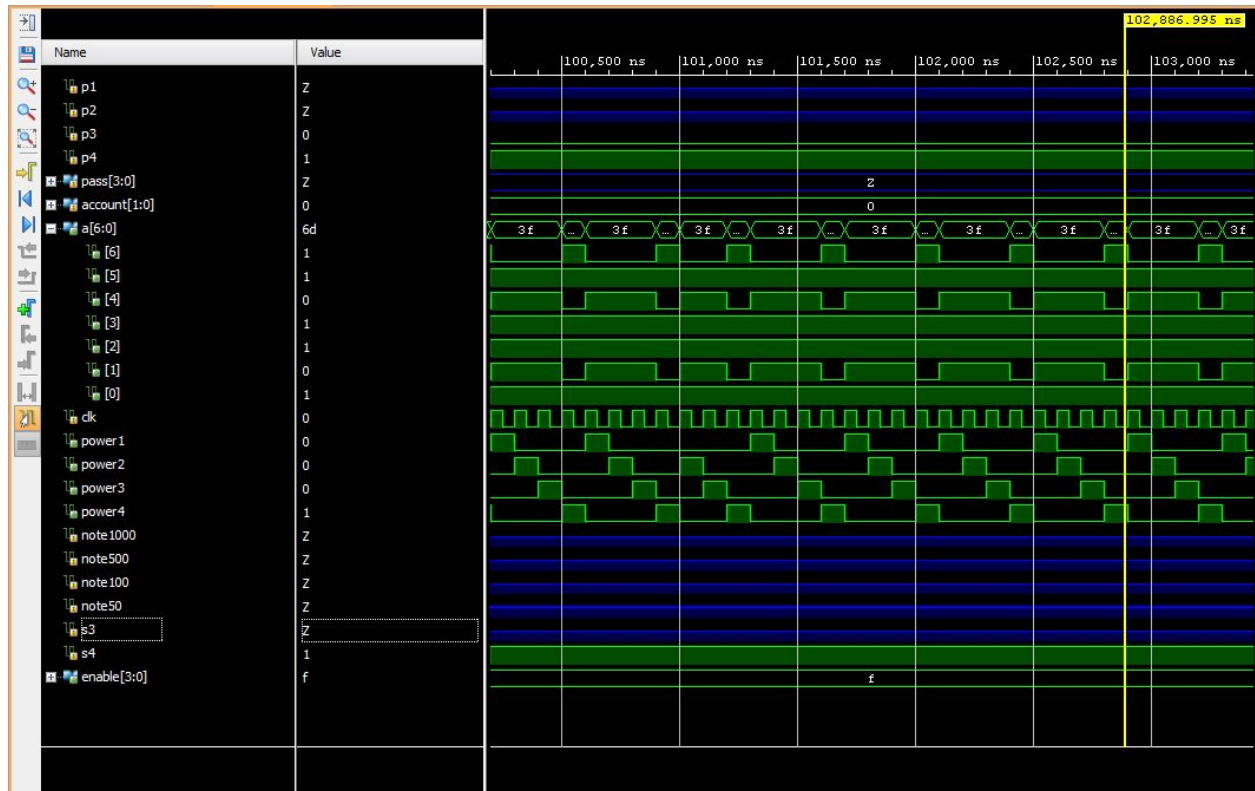 102,886.995 ns
Name Value
100,500 ns 101,000 ns 101,500 ns 102,000 ns 102,500 ns 103,000 ns
p1 Z
p2 Z
p3 0
p4 1
pass[3:0] Z Z
account[1:0] 0 0
a[6:0] 6d 3f ... 3f ... 3f ... 3f ... 3f ... 3f ... 3f ... 3f ... 3f
[6] 1
[5] 1
[4] 0
[3] 1
[2] 1
[1] 0
[0] 1
clk 0
power1 0
power2 0
power3 0
power4 1
note1000 Z
note500 Z
note100 Z
note50 Z
s3 Z
s4 1
enable[3:0] f f